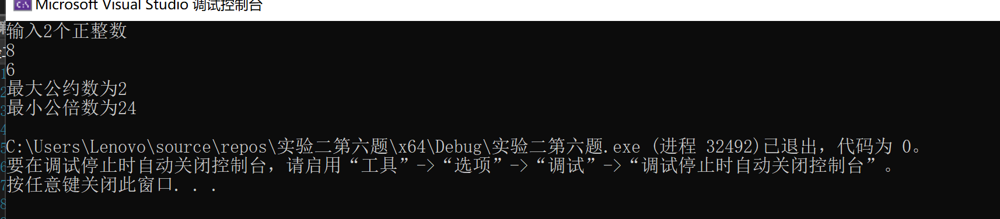 Microsoft Visual Studio 调试控制台
输入2个正整数
8
6
最大公约数为2
最小公倍数为24
C:\Users\Lenovo\source\repos\实验二第六题\x64\Debug\实验二第六题.exe (进程 32492)已退出，代码为 0。
要在调试停止时自动关闭控制台，请启用“工具”->“选项”->“调试”->“调试停止时自动关闭控制台”。
按任意键关闭此窗口. . .